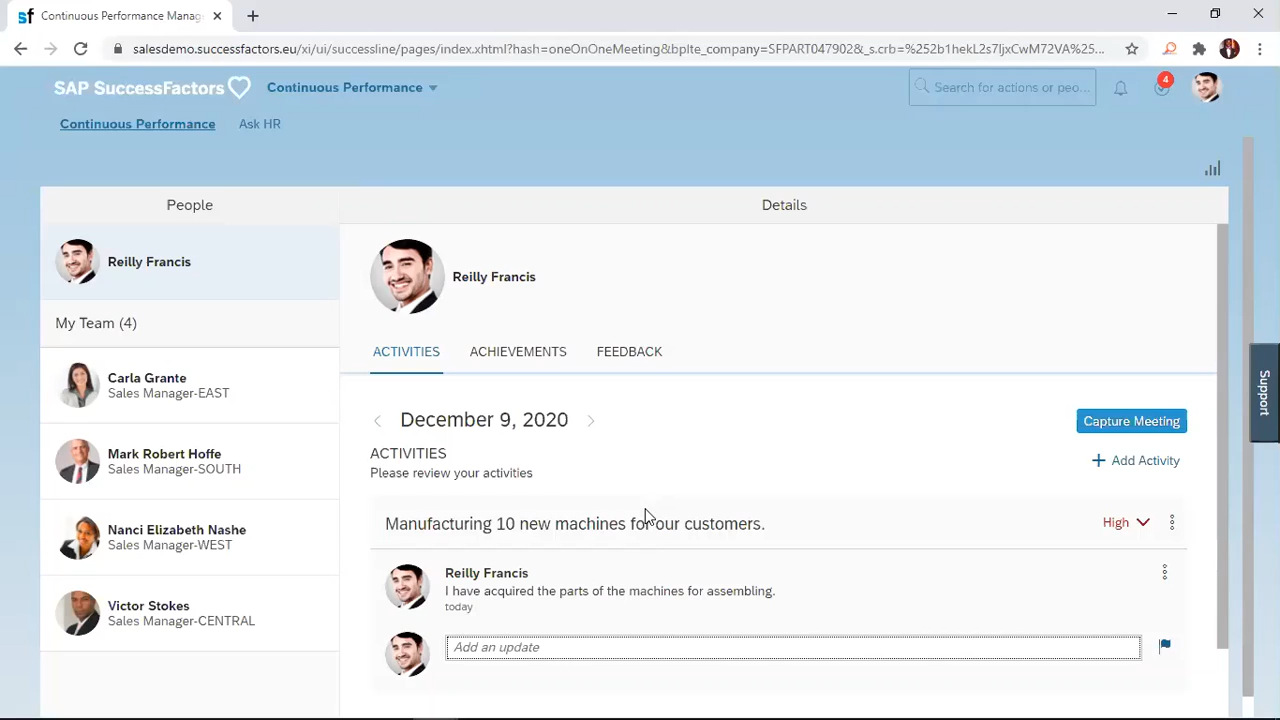 sf Continuous Performance Manag
salesdemo.successfactors.eu/xi/ui/successline/pages/index.xhtml?hash=oneOnOneMeeting&bplte_company=SFPART047902&_s.crb=%252b1hekL2s7IjxCwM72VA%25...
SAP SuccessFactors Continuous Performance
Search for actions or peo...
4
Continuous Performance Ask HR
People
Details
Reilly Francis
My Team (4)
Carla Grante
Sales Manager-EAST
Mark Robert Hoffe
Sales Manager-SOUTH
Nanci Elizabeth Nashe
Sales Manager-WEST
Victor Stokes
Sales Manager-CENTRAL
Reilly Francis
ACTIVITIES ACHIEVEMENTS FEEDBACK
December 9, 2020
Capture Meeting
ACTIVITIES
Please review your activities
+ Add Activity
Manufacturing 10 new machines for our customers.
High
Reilly Francis
I have acquired the parts of the machines for assembling.
today
Add an update
Support